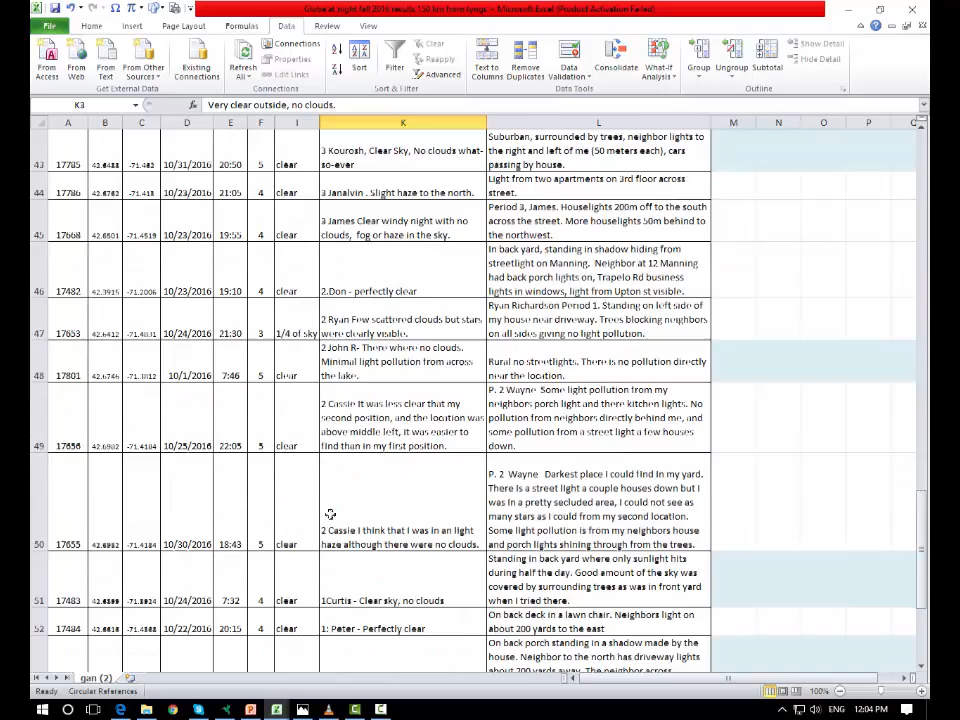 Globe at night fall 2016 results 150 km from tyngs - Microsoft Excel (Product Activation Failed)
File Home Insert Page Layout Formulas Data Review View
From Access From Web From Text From Other Sources Existing Connections
Get External Data
Refresh All Connections Properties Edit Links
Connections
Sort Filter Clear Reapply Advanced
Sort & Filter
Text to Columns Remove Duplicates Data Validation Consolidate What-If Analysis
Data Tools
Group Ungroup Subtotal Show Detail Hide Detail
Outline
K3 fx Very clear outside, no clouds.
A B C D E F I K L M N O P
43 17785 10/31/2016 20:50 5 clear
3 Kourosh, Clear Sky, No clouds what-
so-ever
Suburban, surrounded by trees, neighbor lights to
the right and left of me (50 meters each), cars
passing by house.
44 17786 10/23/2016 21:05 4 clear
3 Janalvin . Slight haze to the north.
Light from two apartments on 3rd floor across
street.
45 17668 42.6501 -71.4519 10/23/2016 19:55 4 clear
3 James Clear windy night with no
clouds, fog or haze in the sky.
Period 3, James. Houselights 200m off to the south
across the street. More houselights 50m behind to
the northwest.
46 17482 42.3915 -71.2006 10/23/2016 19:10 4 clear
2.Don - perfectly clear
In back yard, standing in shadow hiding from
streetlight on Manning. Neighbor at 12 Manning
had back porch lights on, Trapelo Rd business
lights in windows, light from Upton st visible.
47 17653 42.6412 10/24/2016 21:30 3 1/4 of sky
2 Ryan Few scattered clouds but stars
were clearly visible.
Ryan Richardson Period 1. Standing on left side of
my house near driveway. Trees blocking neighbors
on all sides giving no light pollution.
48 17801 42.6746 10/1/2016 7:46 5 clear
2 John R- There where no clouds.
Minimal light pollution from across
the lake.
Rural no streetlights. There is no pollution directly
near the location.
49 17656 42.6982 -71.4184 10/25/2016 22:05 5 clear
2 Cassie It was less clear that my
second position, and the location was
above middle left, it was easier to
find than in my first position.
P. 2 Wayne Some light pollution from my
neighbors porch light and there kitchen lights. No
pollution from neighbors directly behind me, and
some pollution from a street light a few houses
down.
50 17655 42.6982 -71.4184 10/30/2016 18:43 5 clear
2 Cassie I think that I was in an light
haze although there were no clouds.
P. 2 Wayne Darkest place I could find in my yard.
There is a street light a couple houses down but I
was in a pretty secluded area, I could not see as
many stars as I could from my second location.
Some light pollution is from my neighbors house
and porch lights shining through from the trees.
51 17483 10/24/2016 7:32 4 clear
1Curtis - Clear sky, no clouds
Standing in back yard where only sunlight hits
during half the day. Good amount of the sky was
covered by surrounding trees as was in front yard
when I tried there.
52 17484 10/22/2016 20:15 4 clear
1: Peter - Perfectly clear
On back deck in a lawn chair. Neighbors light on
about 200 yards to the east
On back porch standing in a shadow made by the
house. Neighbor to the north has driveway lights
about 200 yards away. The
gan (2)
Ready Circular References 100%
ENG 12:04 PM